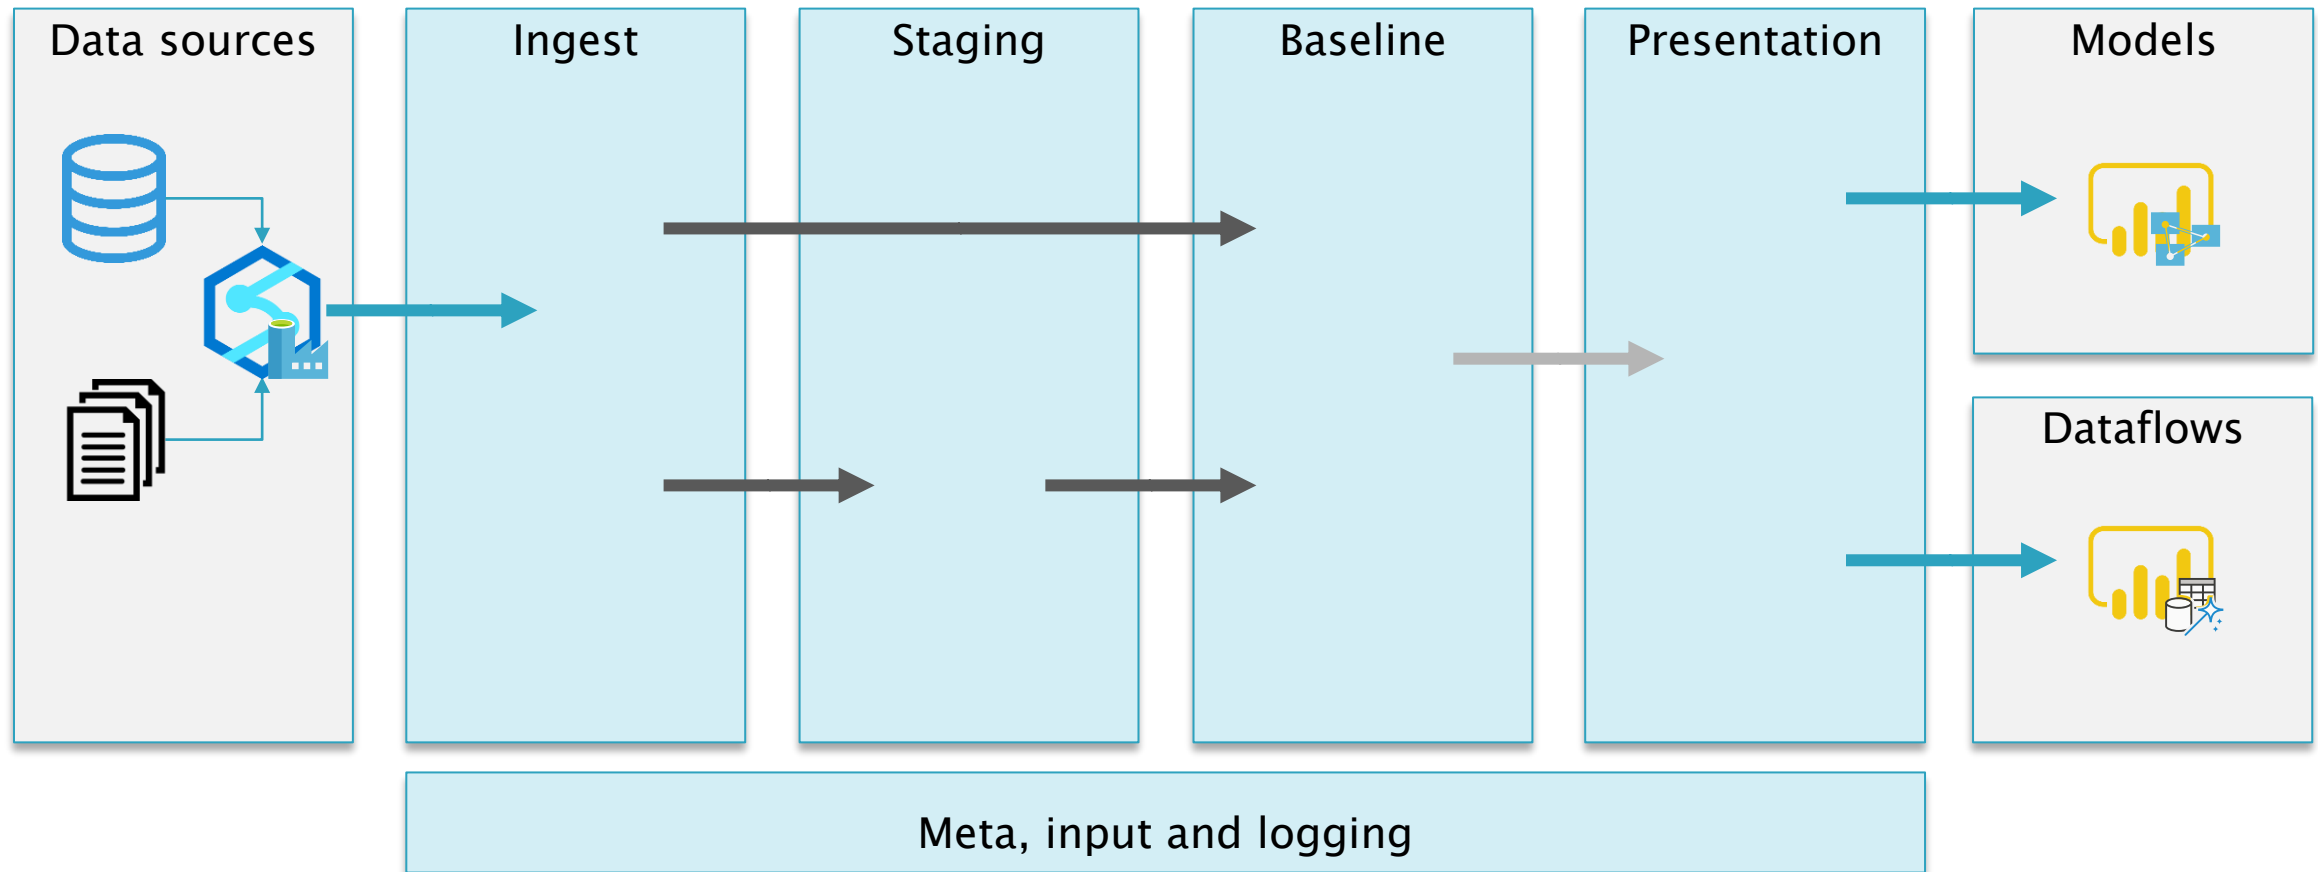 Data sources
Ingest
Staging
Baseline
Presentation
Models
Dataflows
Meta, input and logging